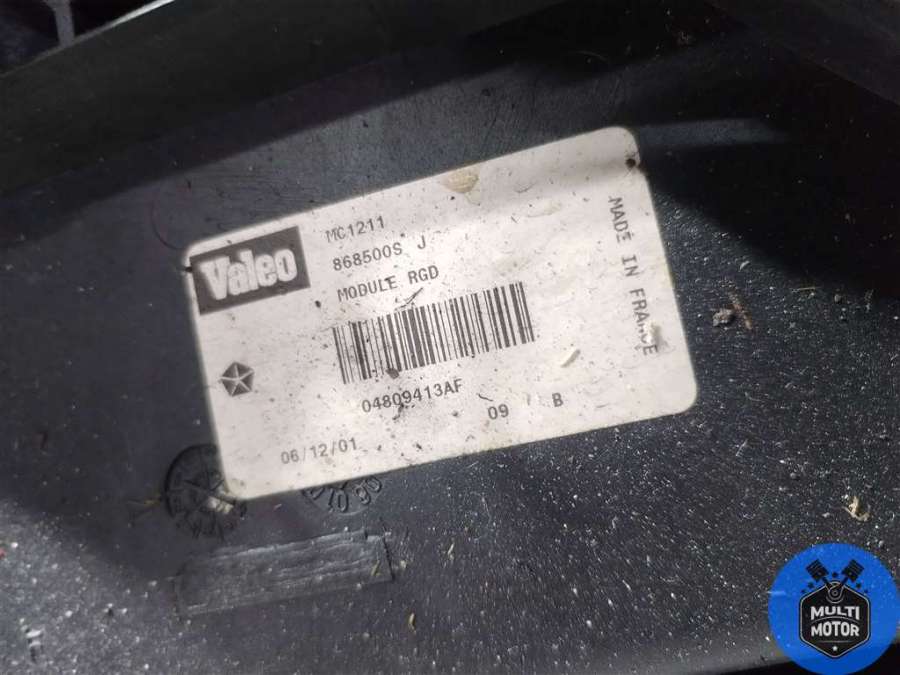 Valeo
MC1211
868500S J
MODULE RGD
04809413AF
09 B
06/12/01
MADE IN FRANCE
MULTI
MOTOR